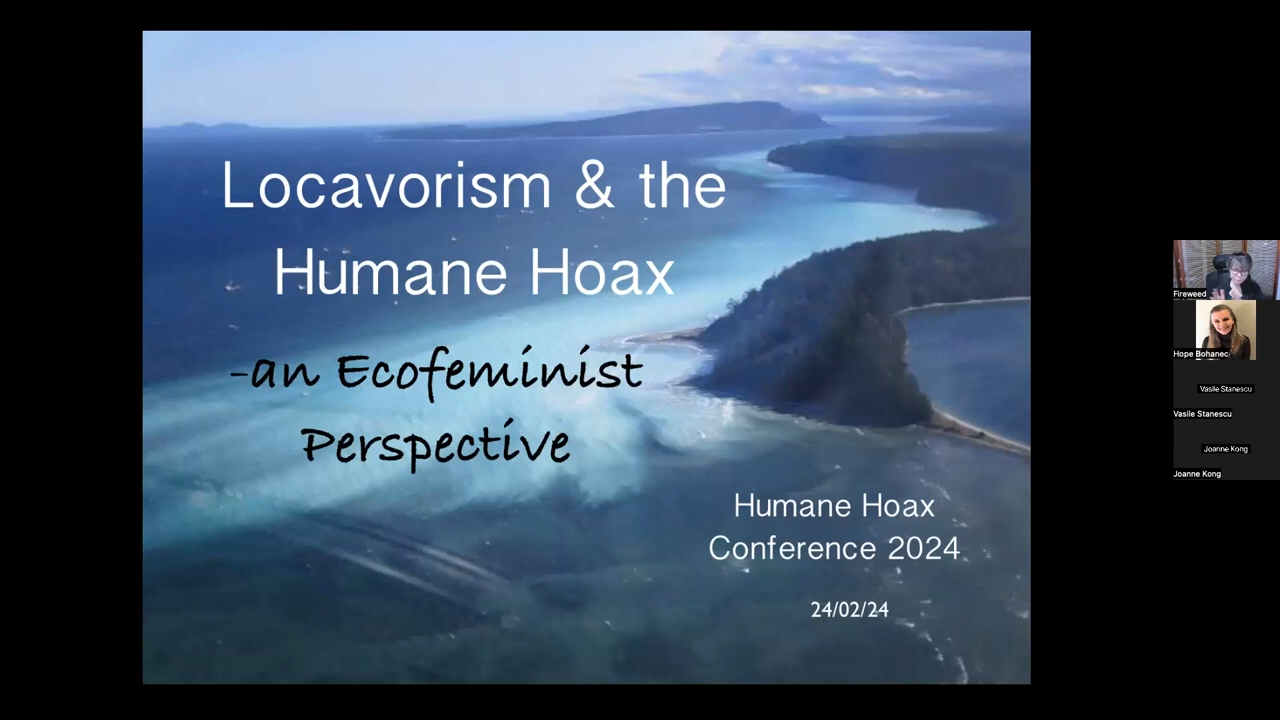 Locavorism & the
Humane Hoax
-an Ecofeminist
Perspective
Humane Hoax
Conference 2024
24/02/24
Fireweed
Hope Bohanec
Vasile Stanescu
Vasile Stanescu
Joanne Kong
Joanne Kong